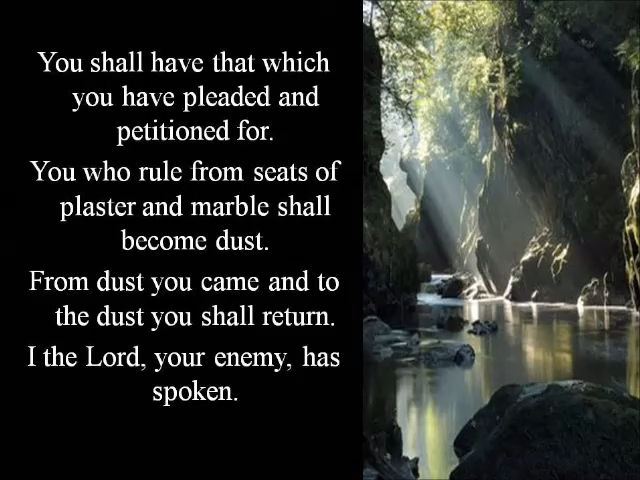 You shall have that which
you have pleaded and
petitioned for.
You who rule from seats of
plaster and marble shall
become dust.
From dust you came and to
the dust you shall return.
I the Lord, your enemy, has
spoken.